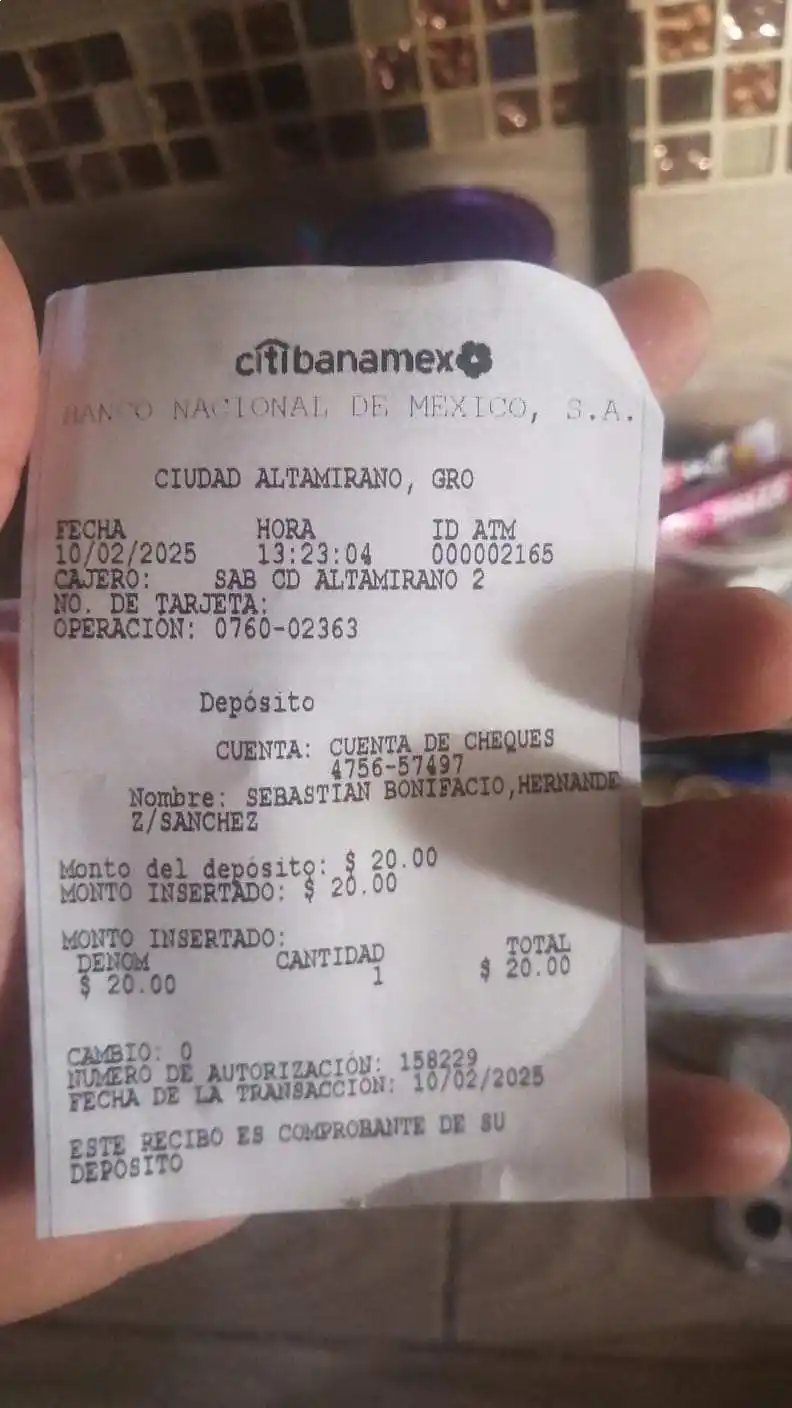 citibanamex
BANCO NACIONAL DE MEXICO, S.A.
CIUDAD ALTAMIRANO, GRO
FECHA HORA ID ATM
10/02/2025 13:23:04 000002165
CAJERO: SAB CD ALTAMIRANO 2
NO. DE TARJETA:
OPERACIÓN: 0760-02363
Depósito
CUENTA: CUENTA DE CHEQUES
4756-57497
Nombre: SEBASTIAN BONIFACIO,HERNANDE
Z/SANCHEZ
Monto del depósito: $ 20.00
MONTO INSERTADO: $ 20.00
MONTO INSERTADO:
DENOM CANTIDAD TOTAL
$ 20.00 1 $ 20.00
CAMBIO: 0
NUMERO DE AUTORIZACIÓN: 158229
FECHA DE LA TRANSACCIÓN: 10/02/2025
ESTE RECIBO ES COMPROBANTE DE SU
DEPÓSITO